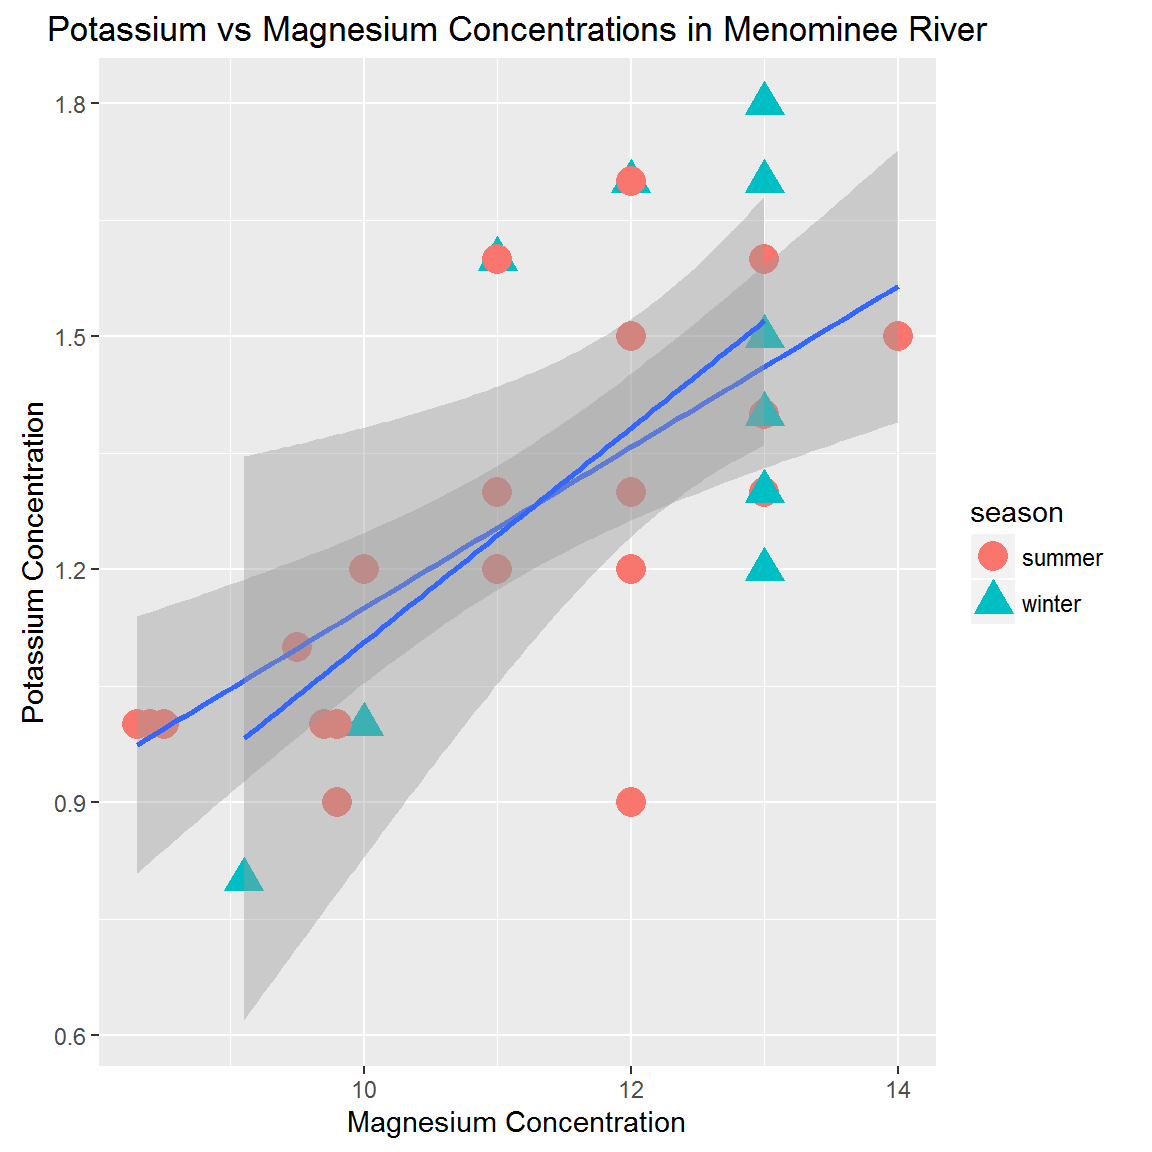 Potassium vs Magnesium Concentrations in Menominee River
Potassium Concentration
1.8
1.5
1.2
0.9
0.6
10 12 14
Magnesium Concentration
season
summer
winter